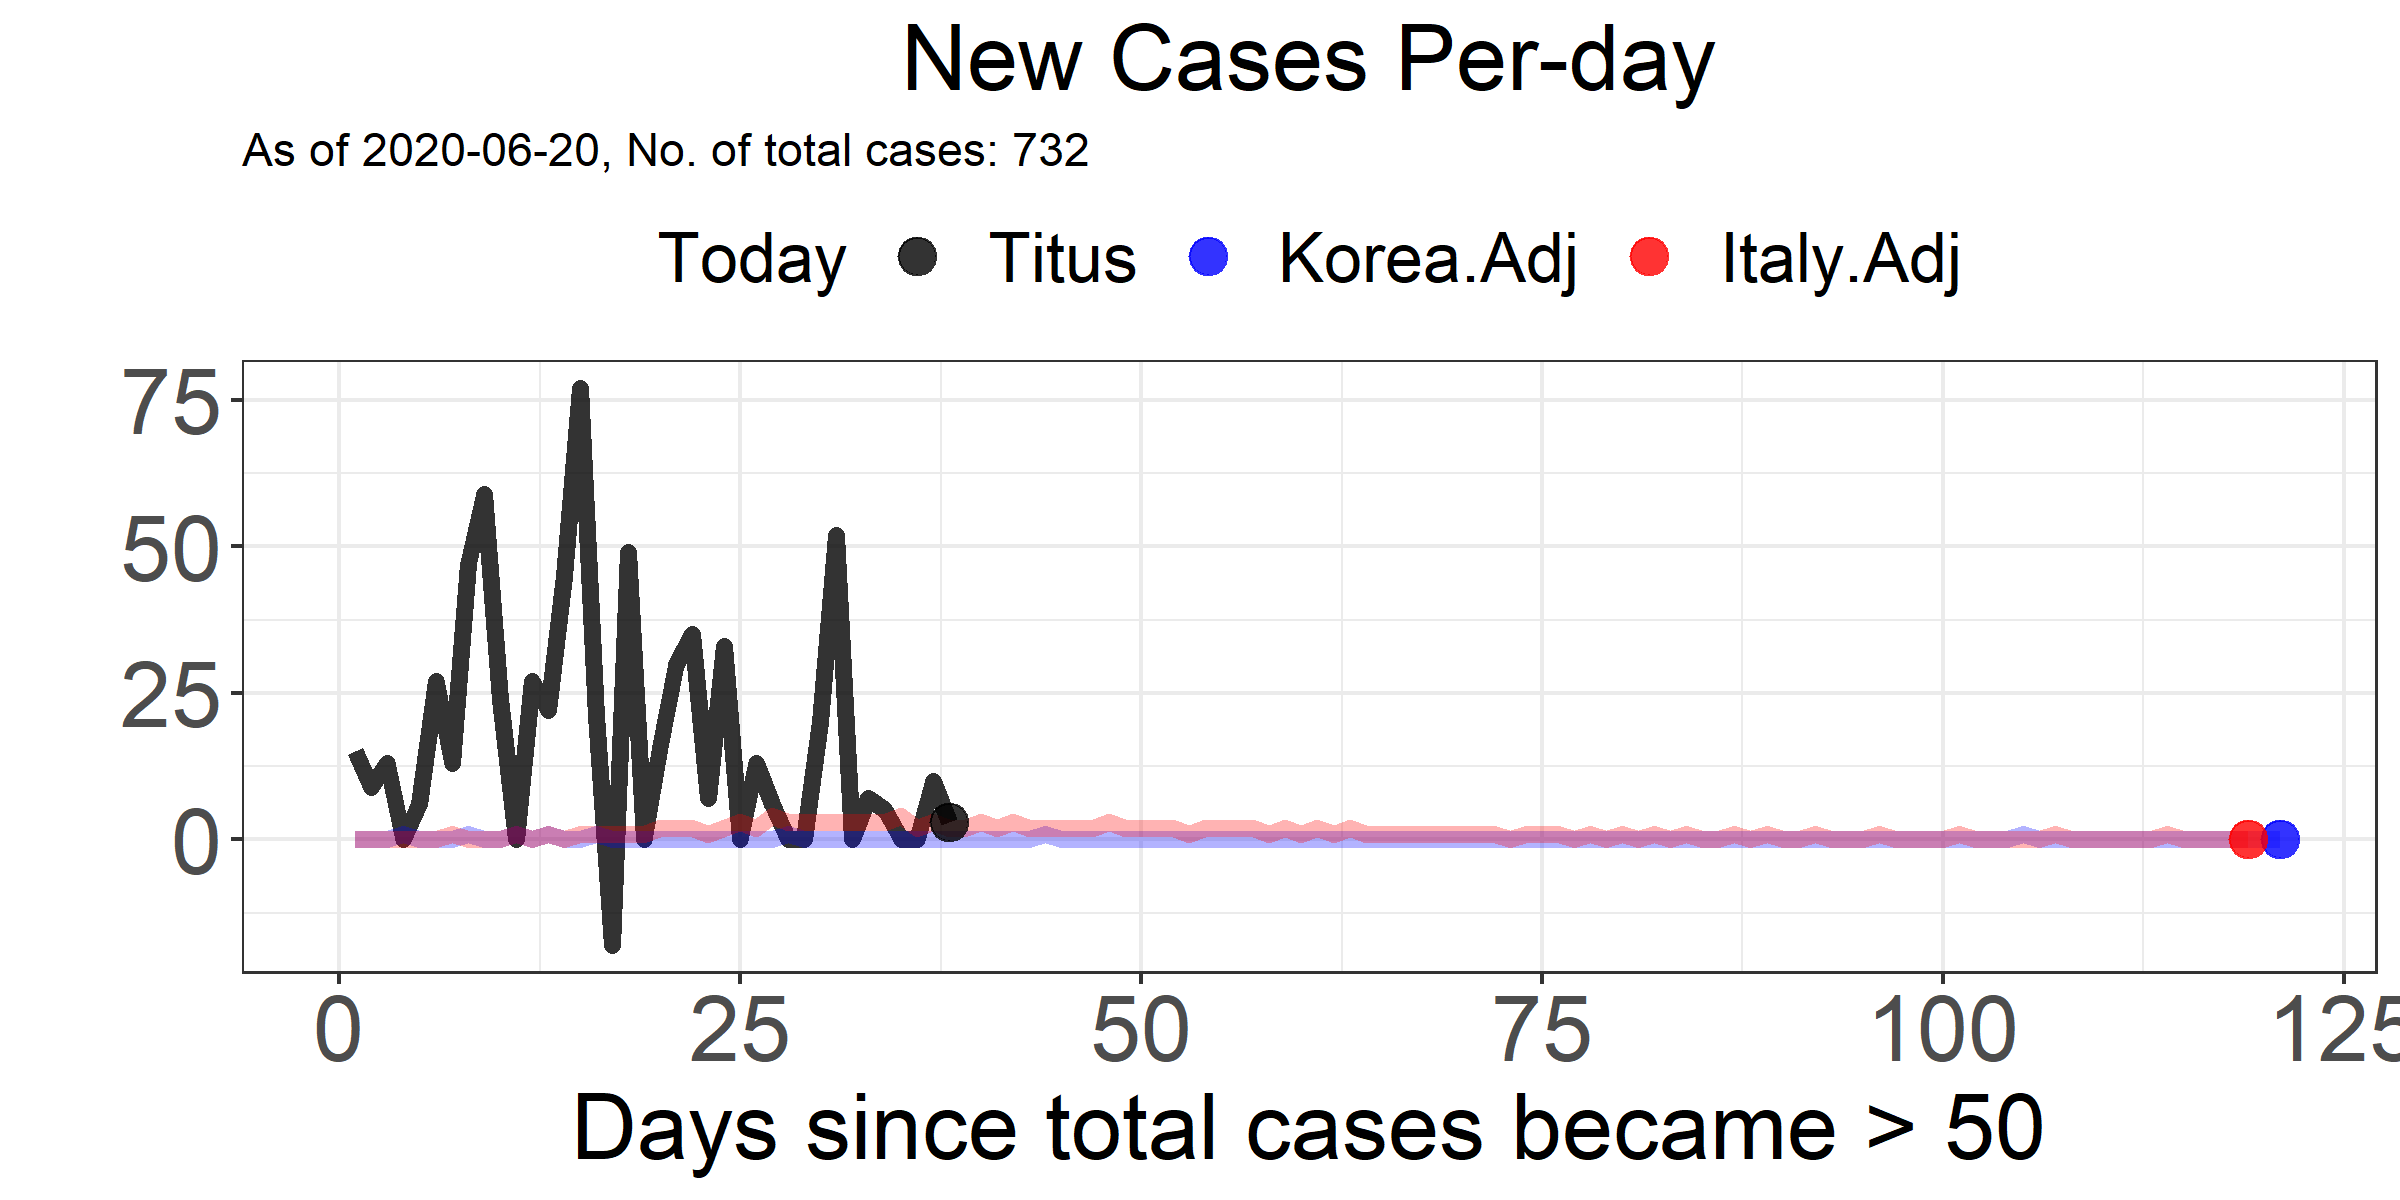 New Cases Per-day
As of 2020-06-20, No. of total cases: 732
Today Titus Korea.Adj Italy.Adj
75
50
25
0
0 25 50 75 100 125
Days since total cases became > 50